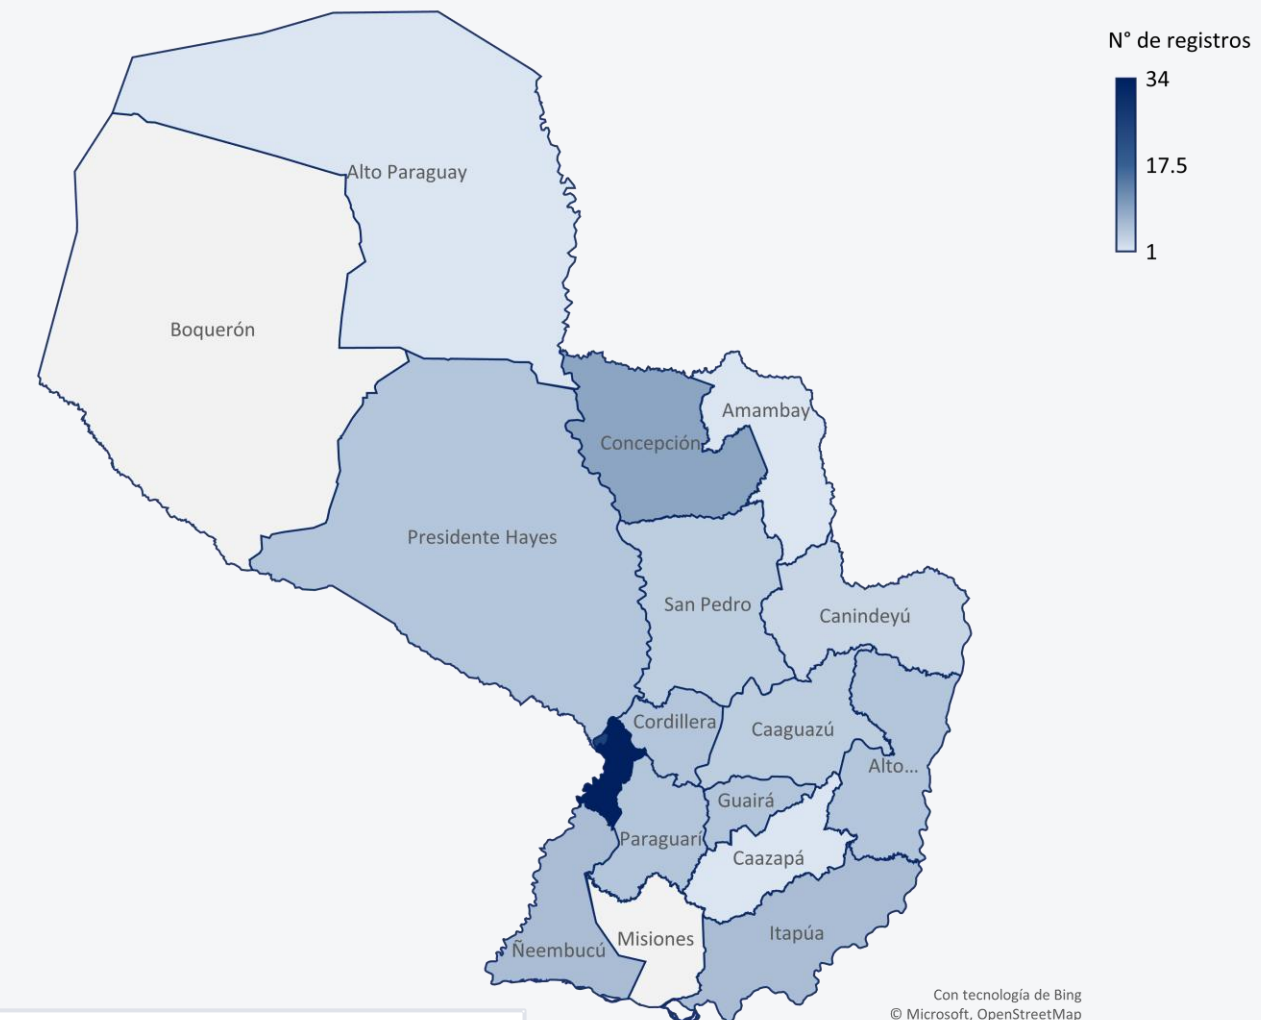 N° de registros
34
17.5
1
Alto Paraguay
Boquerón
Amambay
Concepción
Presidente Hayes
San Pedro
Canindeyú
Cordillera
Caaguazú
Alto...
Guairá
Paraguarí
Caazapá
Itapúa
Misiones
Ñeembucú
Con tecnología de Bing
© Microsoft, OpenStreetMap